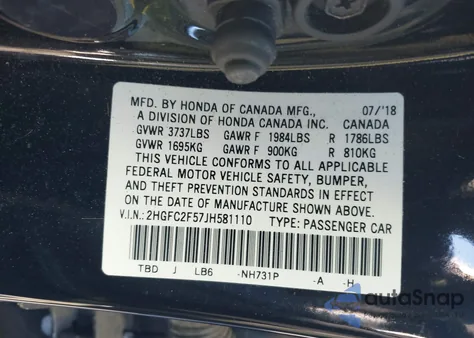 MFD. BY HONDA OF CANADA MFG., 07/'18
A DIVISION OF HONDA CANADA INC. CANADA
GVWR 3737LBS GAWR F 1984LBS R 1786LBS
GVWR 1695KG GAWR F 900KG R 810KG
THIS VEHICLE CONFORMS TO ALL APPLICABLE
FEDERAL MOTOR VEHICLE SAFETY, BUMPER,
AND THEFT PREVENTION STANDARDS IN EFFECT
ON THE DATE OF MANUFACTURE SHOWN ABOVE.
V.I.N.: 2HGFC2F57JH581110 TYPE: PASSENGER CAR
TBD J LB6 -NH731P -A -H
autoSnap